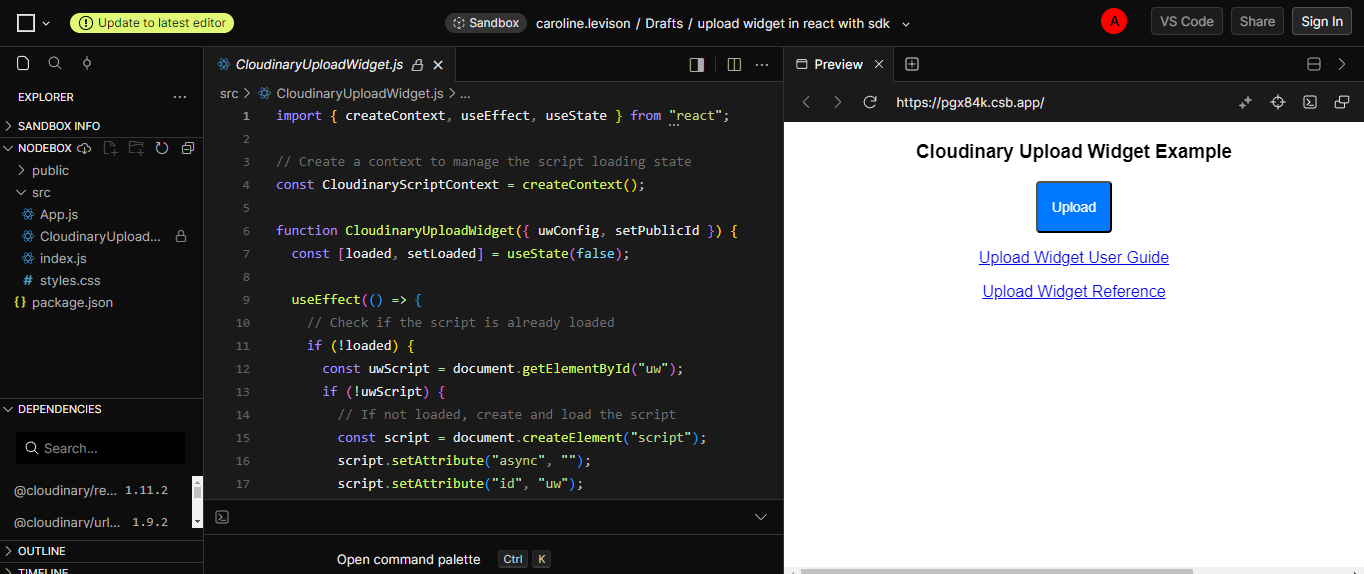 Update to latest editor
Sandbox caroline.levison / Drafts / upload widget in react with sdk
A
VS Code Share Sign In
EXPLORER
SANDBOX INFO
NODEBOX
public
src
App.js
CloudinaryUpload...
index.js
# styles.css
{} package.json
DEPENDENCIES
Search...
@cloudinary/re... 1.11.2
@cloudinary/url... 1.9.2
OUTLINE
TIMELINE
CloudinaryUploadWidget.js
src > CloudinaryUploadWidget.js > ...
1 import { createContext, useEffect, useState } from "react";
2
3 // Create a context to manage the script loading state
4 const CloudinaryScriptContext = createContext();
5
6 function CloudinaryUploadWidget({ uwConfig, setPublicId }) {
7 const [loaded, setLoaded] = useState(false);
8
9 useEffect(() => {
10 // Check if the script is already loaded
11 if (!loaded) {
12 const uwScript = document.getElementById("uw");
13 if (!uwScript) {
14 // If not loaded, create and load the script
15 const script = document.createElement("script");
16 script.setAttribute("async", "");
17 script.setAttribute("id", "uw");
Open command palette Ctrl K
Preview
https://pgx84k.csb.app/
Cloudinary Upload Widget Example
Upload
Upload Widget User Guide
Upload Widget Reference